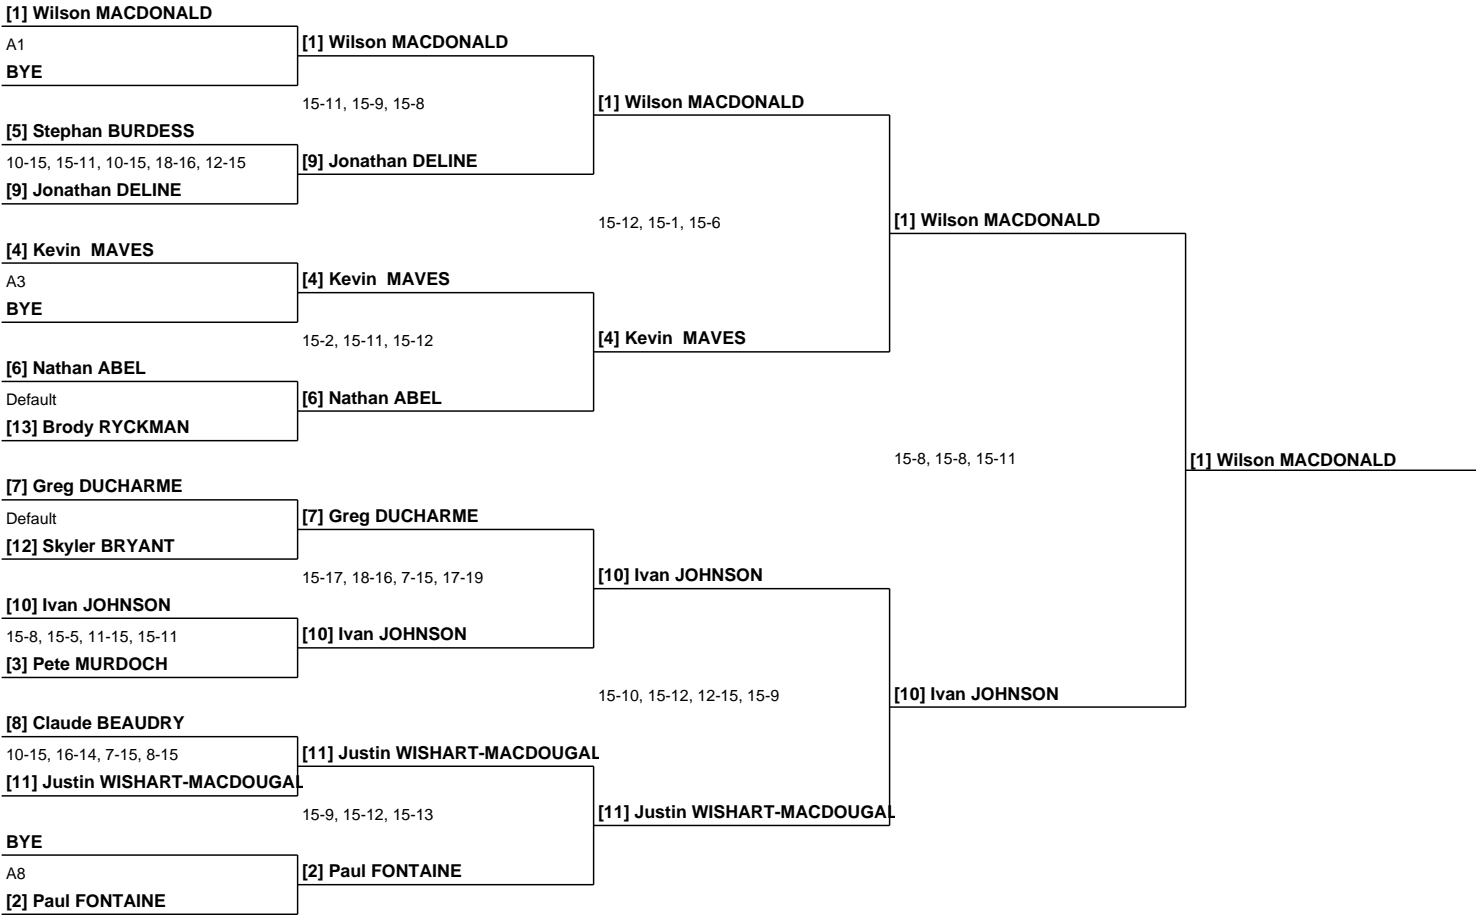 [1] Wilson MACDONALD
A1
BYE
[5] Stephan BURDESS
10-15, 15-11, 10-15, 18-16, 12-15
[9] Jonathan DELINE
[4] Kevin  MAVES
A3
BYE
[6] Nathan ABEL
Default
[13] Brody RYCKMAN
[7] Greg DUCHARME
Default
[12] Skyler BRYANT
[10] Ivan JOHNSON
15-8, 15-5, 11-15, 15-11
[3] Pete MURDOCH
[8] Claude BEAUDRY
10-15, 16-14, 7-15, 8-15
[11] Justin WISHART-MACDOUGAL
BYE
A8
[2] Paul FONTAINE
[1] Wilson MACDONALD
15-11, 15-9, 15-8
[9] Jonathan DELINE
[4] Kevin  MAVES
15-2, 15-11, 15-12
[6] Nathan ABEL
[7] Greg DUCHARME
15-17, 18-16, 7-15, 17-19
[10] Ivan JOHNSON
[11] Justin WISHART-MACDOUGAL
15-9, 15-12, 15-13
[2] Paul FONTAINE
[1] Wilson MACDONALD
15-12, 15-1, 15-6
[4] Kevin  MAVES
[10] Ivan JOHNSON
15-10, 15-12, 12-15, 15-9
[11] Justin WISHART-MACDOUGAL
[1] Wilson MACDONALD
15-8, 15-8, 15-11
[10] Ivan JOHNSON
[1] Wilson MACDONALD